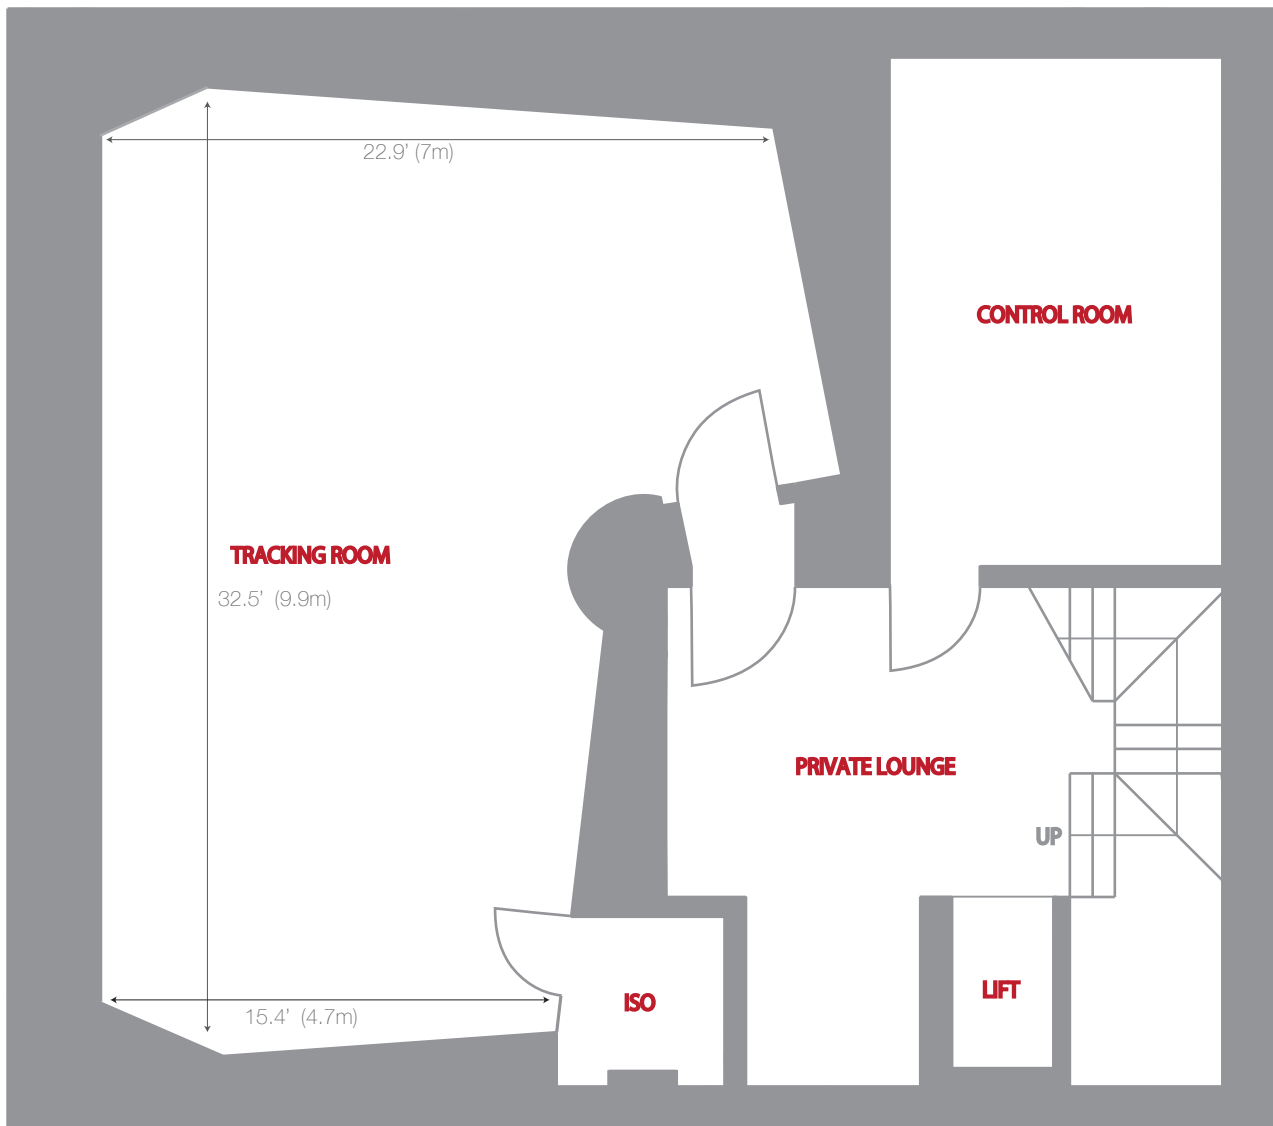 22.9' (7m)
CONTROL ROOM
TRACKING ROOM
32.5' (9.9m)
PRIVATE LOUNGE
UP
LIFT
ISO
15.4' (4.7m)